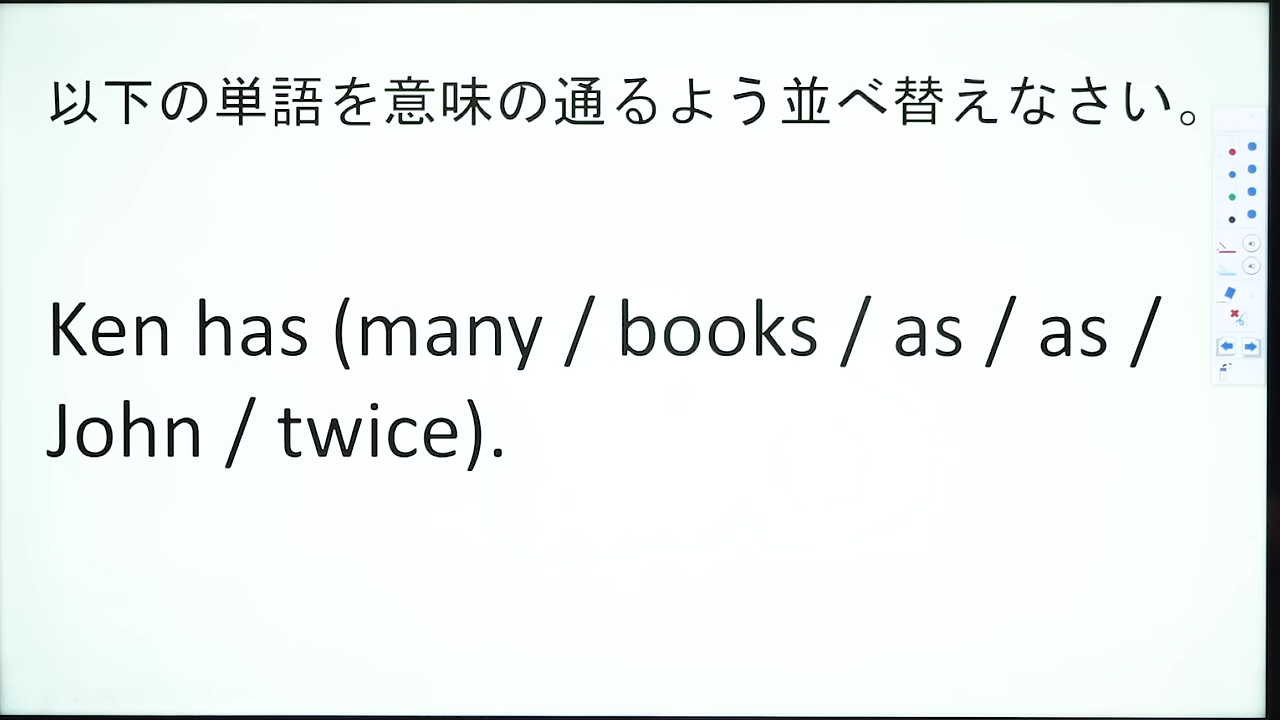 以下の単語を意味の通るよう並べ替えなさい。
Ken has (many / books / as / as /
John / twice).